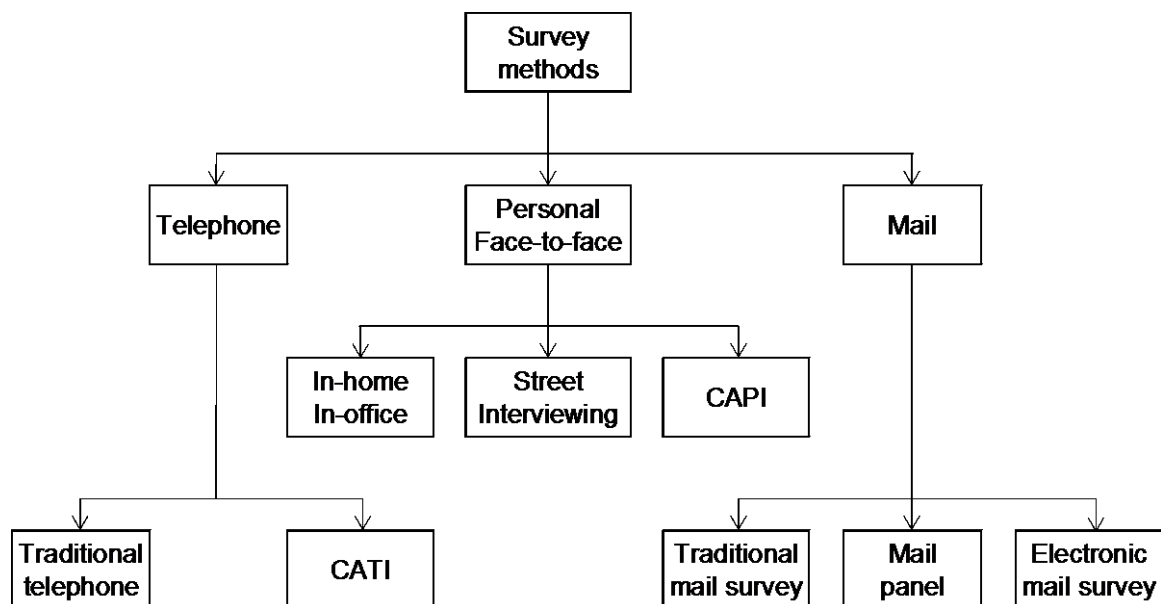 Survey
methods
Telephone
Personal
Face-to-face
Mail
In-home
In-office
Street
Interviewing
CAPI
Traditional
telephone
CATI
Traditional
mail survey
Mail
panel
Electronic
mail survey